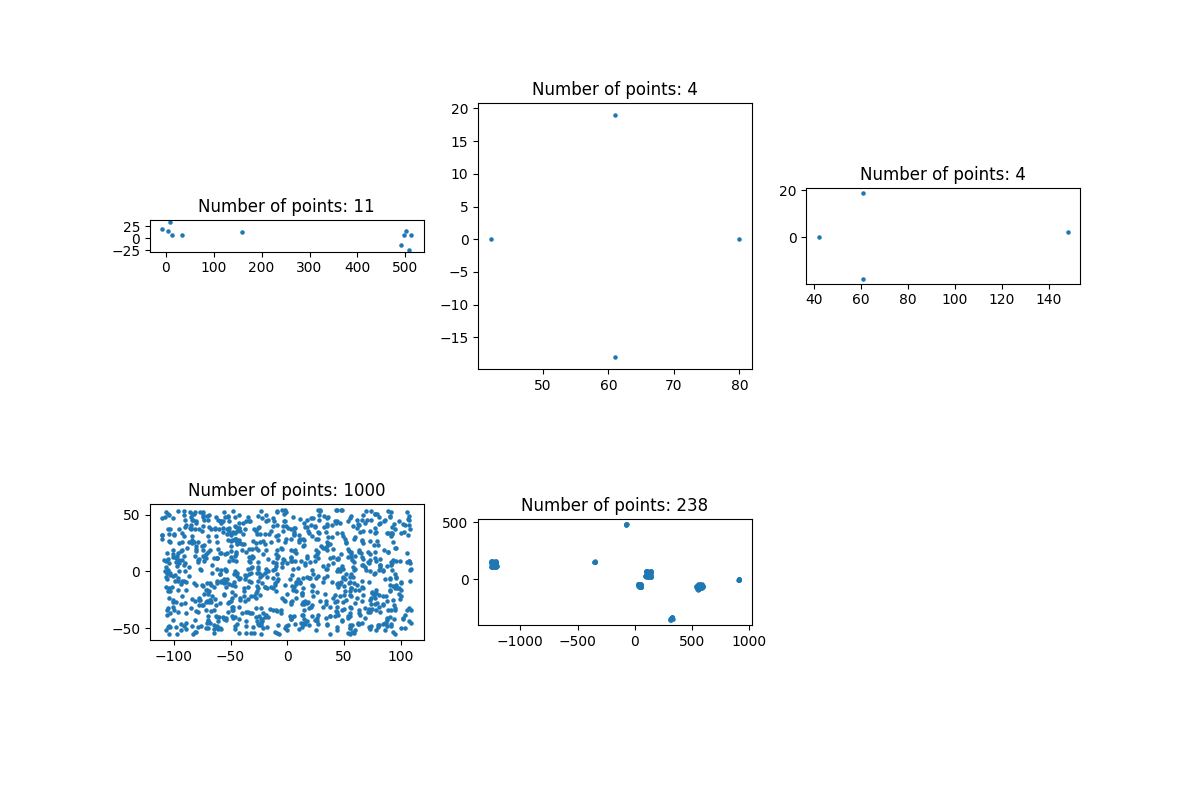 Number of points: 11
25
0
−25
0 100 200 300 400 500
Number of points: 4
20
15
10
5
0
−5
−10
−15
50 60 70 80
Number of points: 4
20
0
40 60 80 100 120 140
Number of points: 1000
50
0
−50
−100 −50 0 50 100
Number of points: 238
500
0
−1000 −500 0 500 1000